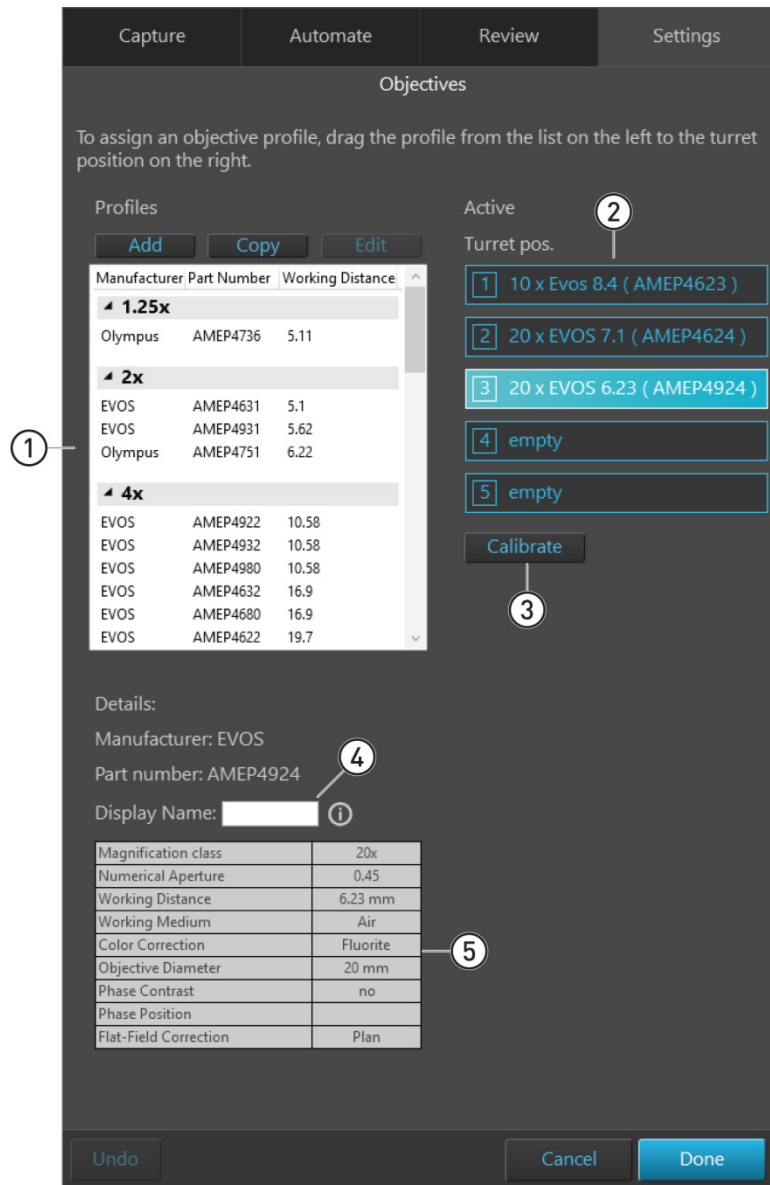 Capture Automate Review Settings
Objectives
To assign an objective profile, drag the profile from the list on the left to the turret
position on the right.
Profiles
Add Copy Edit
Manufacturer Part Number Working Distance
1.25x
Olympus AMEP4736 5.11
2x
EVOS AMEP4631 5.1
EVOS AMEP4931 5.62
Olympus AMEP4751 6.22
4x
EVOS AMEP4922 10.58
EVOS AMEP4932 10.58
EVOS AMEP4980 10.58
EVOS AMEP4632 16.9
EVOS AMEP4680 16.9
EVOS AMEP4622 19.7
1
Active
2
Turret pos.
1 10 x Evos 8.4 ( AMEP4623 )
2 20 x EVOS 7.1 ( AMEP4624 )
3 20 x EVOS 6.23 ( AMEP4924 )
4 empty
5 empty
Calibrate
3
Details:
Manufacturer: EVOS
Part number: AMEP4924
4
Display Name:
Magnification class 20x
Numerical Aperture 0.45
Working Distance 6.23 mm
Working Medium Air
Color Correction Fluorite
Objective Diameter 20 mm
Phase Contrast no
Phase Position
Flat-Field Correction Plan
5
Undo Cancel Done